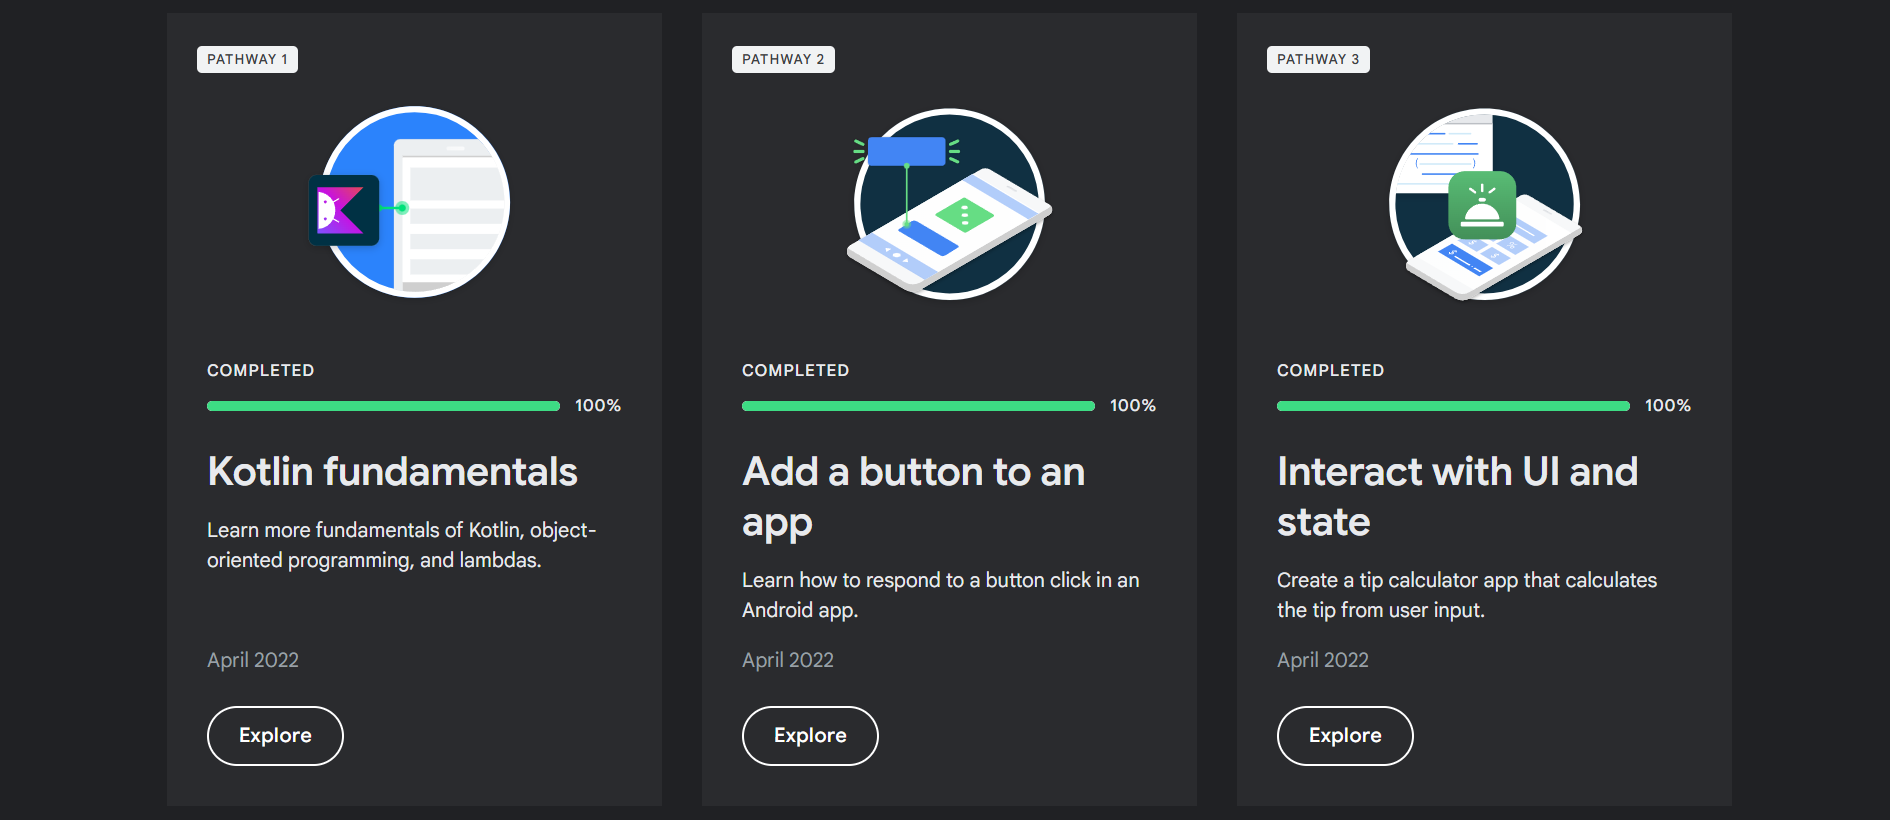 PATHWAY 1
COMPLETED
100%
Kotlin fundamentals
Learn more fundamentals of Kotlin, object-
oriented programming, and lambdas.
April 2022
Explore
PATHWAY 2
COMPLETED
100%
Add a button to an
app
Learn how to respond to a button click in an
Android app.
April 2022
Explore
PATHWAY 3
COMPLETED
100%
Interact with UI and
state
Create a tip calculator app that calculates
the tip from user input.
April 2022
Explore